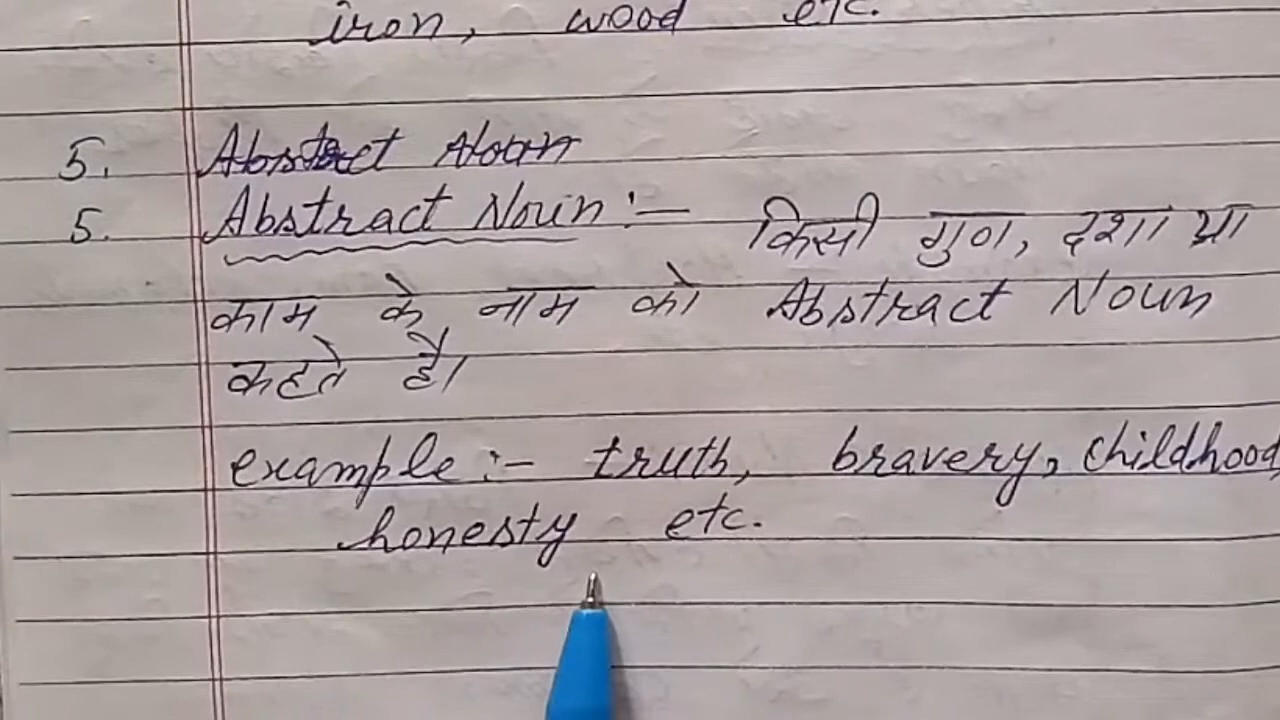 iron, wood etc.
5. Abstract Noun
5. Abstract Noun :- किसी गुण, दशा या
काम के नाम को Abstract Noun
कहते है।
example :- truth, bravery, childhood,
honesty etc.